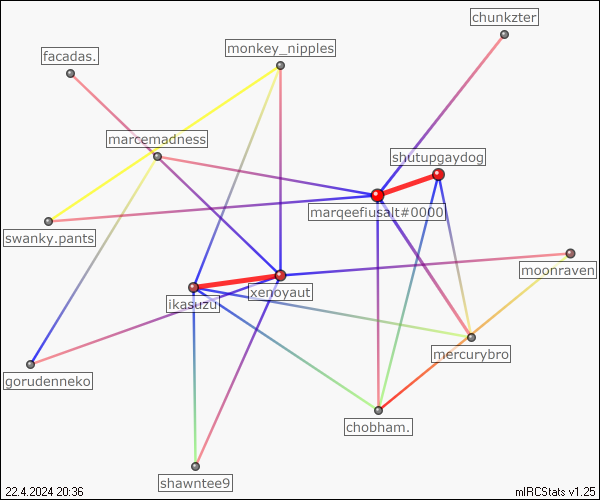 chunkzter
monkey_nipples
facadas.
marcemadness
shutupgaydog
marqeefiusalt#0000
swanky.pants
moonraven
xenoyaut
ikasuzu
mercurybro
gorudenneko
chobham.
shawntee9
22.4.2024 20:36
mIRCStats v1.25